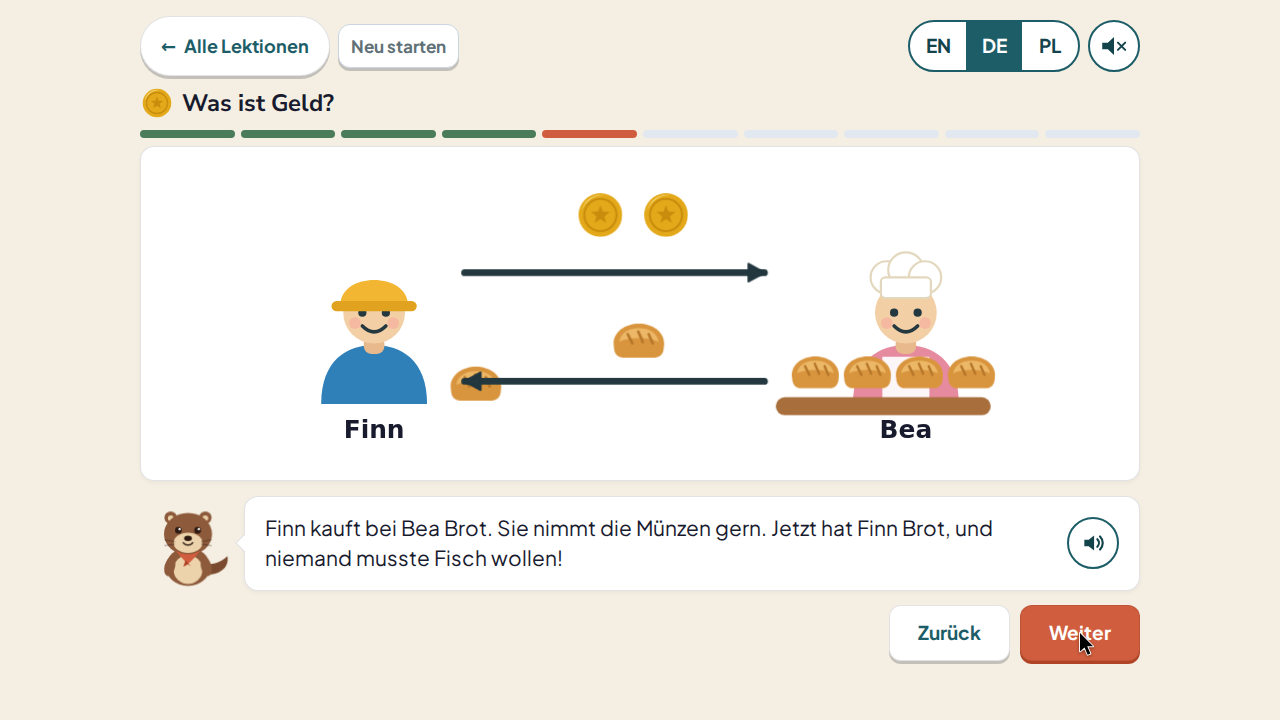 ← Alle Lektionen
Neu starten
EN DE PL
Was ist Geld?
Finn
Bea
Finn kauft bei Bea Brot. Sie nimmt die Münzen gern. Jetzt hat Finn Brot, und
niemand musste Fisch wollen!
Zurück
Weiter